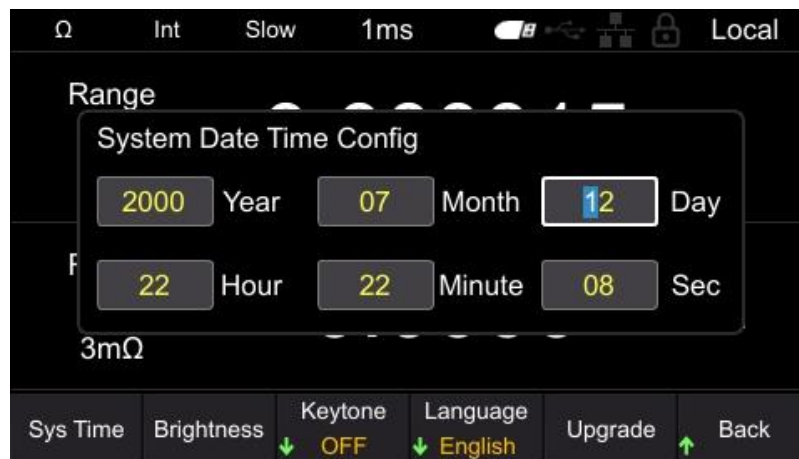 Ω Int Slow 1ms Local
Range
System Date Time Config
2000 Year 07 Month 12 Day
22 Hour 22 Minute 08 Sec
3mΩ
Sys Time Brightness Keytone OFF Language English Upgrade Back